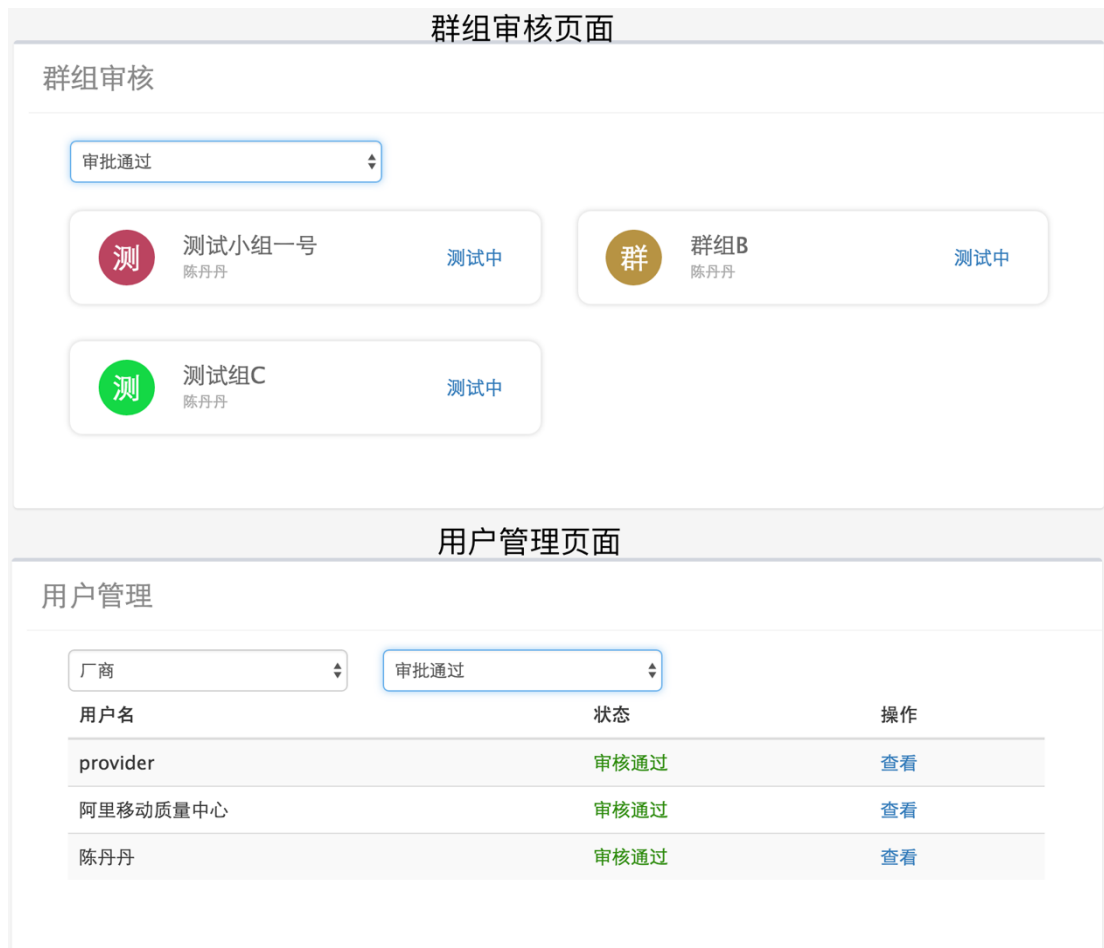 群组审核页面
群组审核
审批通过
测 测试小组一号 测试中 群 群组B 测试中
陈丹丹 陈丹丹
测 测试组C 测试中
陈丹丹
用户管理页面
用户管理
厂商 审批通过
用户名 状态 操作
provider 审核通过 查看
阿里移动质量中心 审核通过 查看
陈丹丹 审核通过 查看